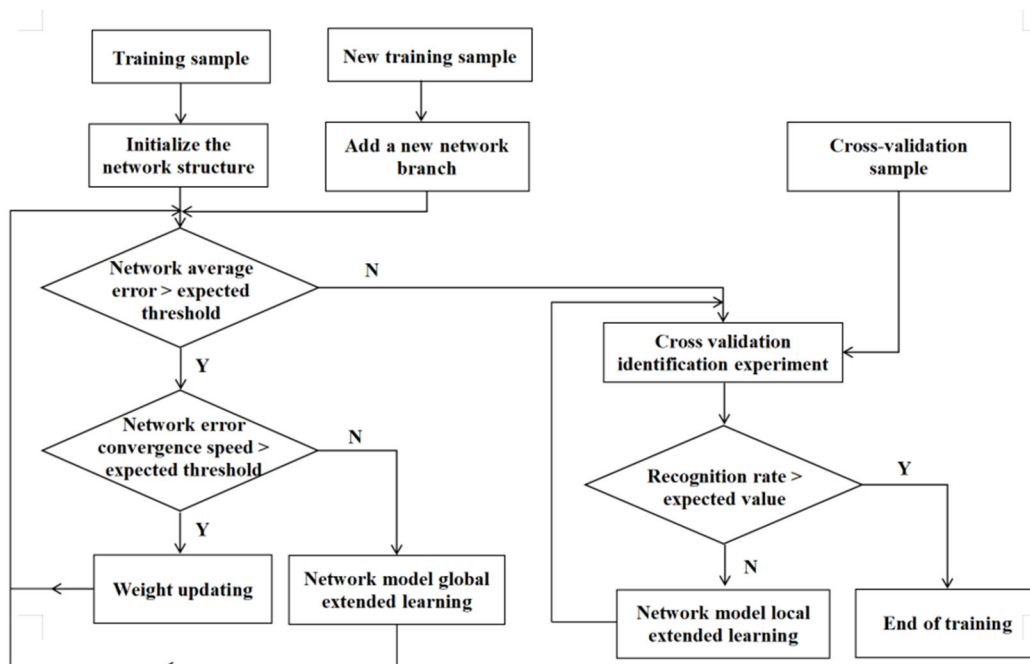 Training sample
New training sample
Initialize the
network structure
Add a new network
branch
Cross-validation
sample
Network average
error > expected
threshold
N
Cross validation
identification experiment
Y
Network error
convergence speed >
expected threshold
N
Recognition rate >
expected value
Y
Y
N
Weight updating
Network model global
extended learning
Network model local
extended learning
End of training